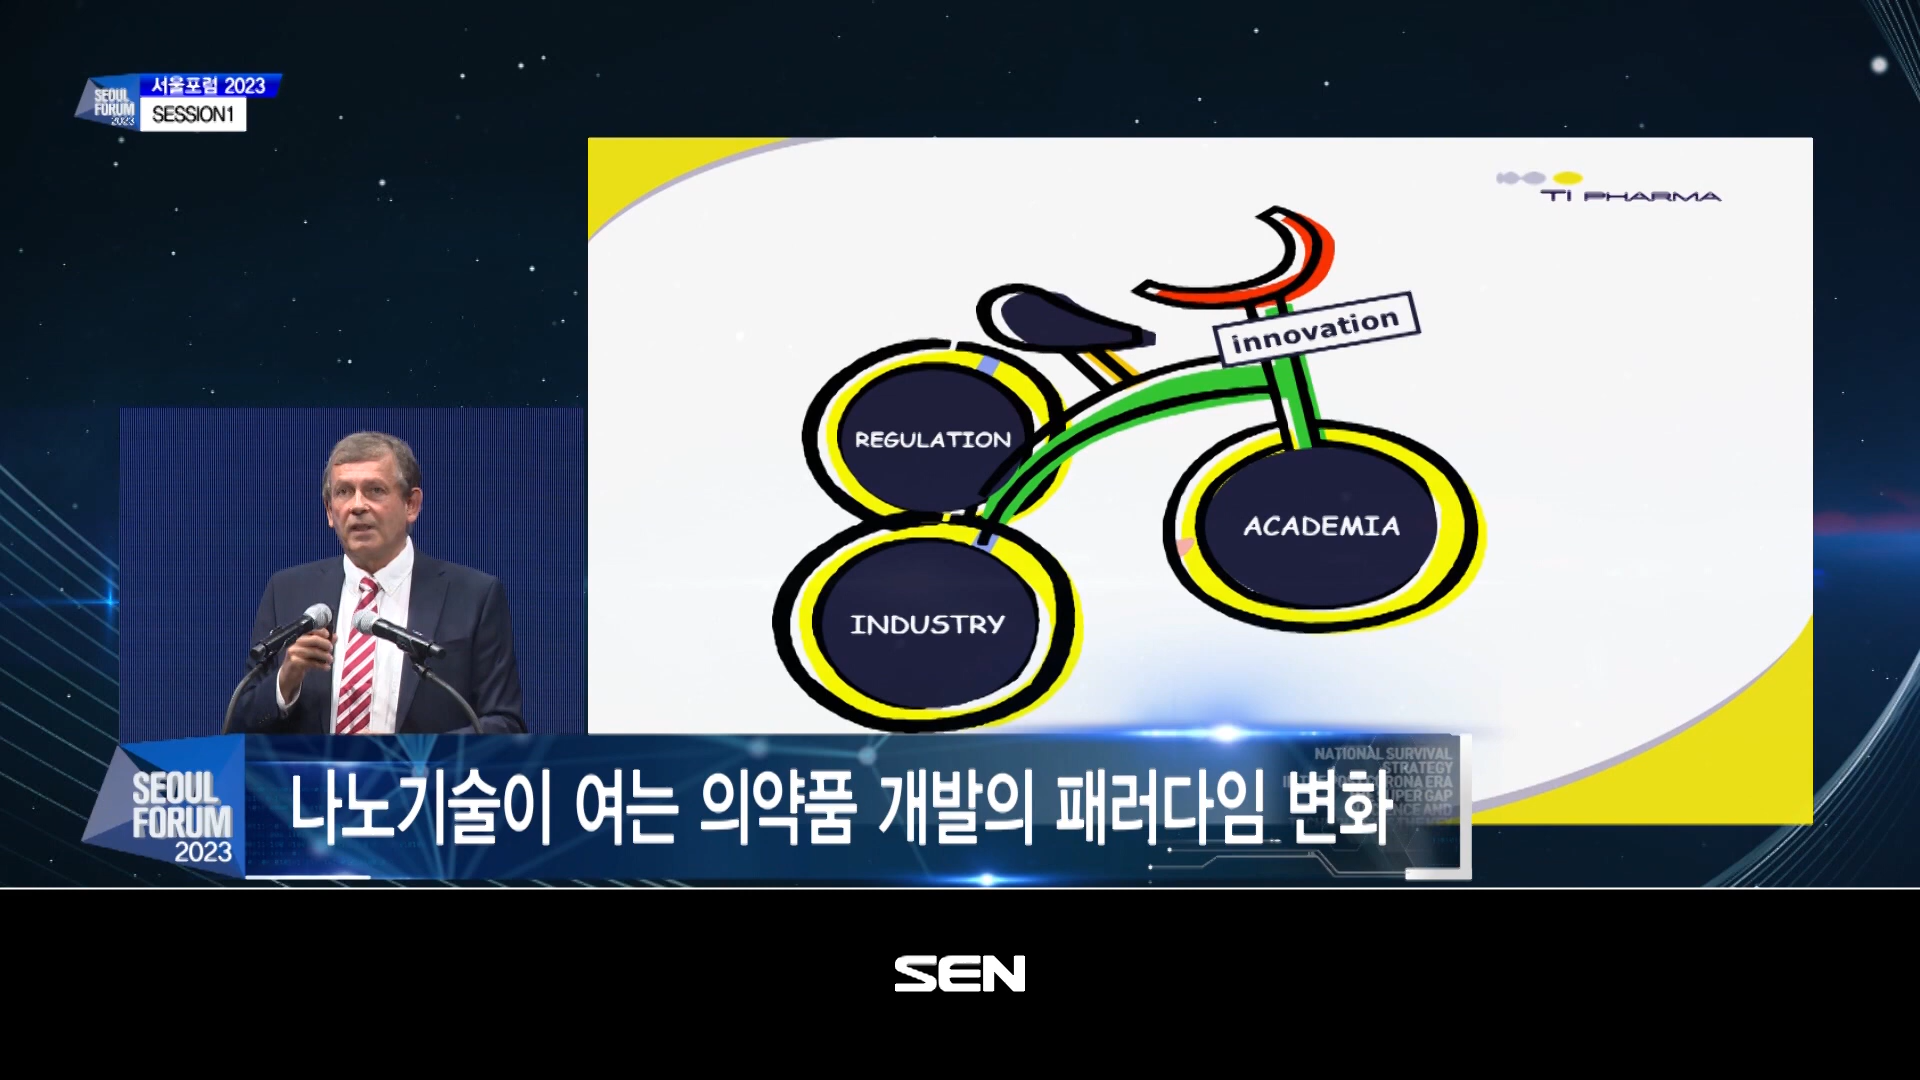 SEOUL
FORUM
2023
서울포럼 2023
SESSION1
TI PHARMA
innovation
REGULATION
ACADEMIA
INDUSTRY
SEOUL
FORUM
2023
나노기술이 여는 의약품 개발의 패러다임 변화
NATIONAL SURVIVAL
STRATEGY
SEN